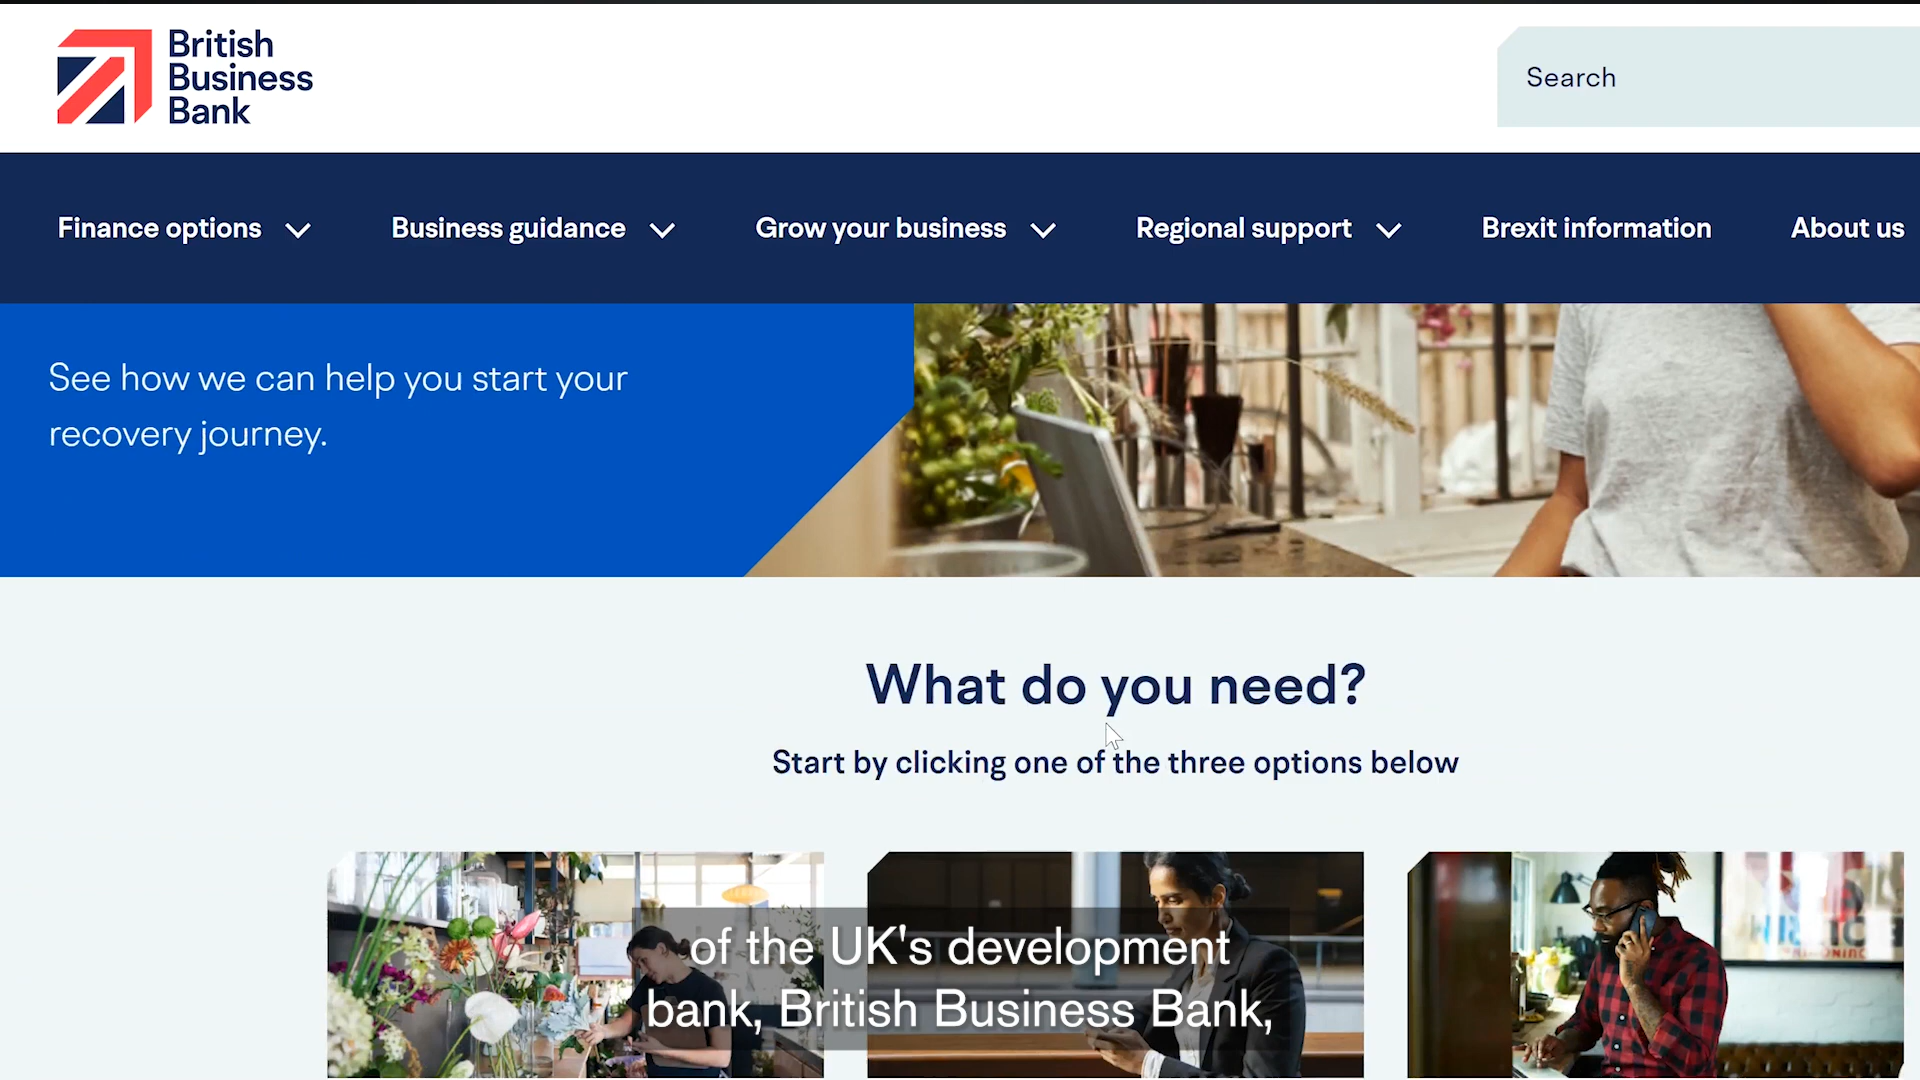 British
Business
Bank
Search
Finance options
Business guidance
Grow your business
Regional support
Brexit information
About us
See how we can help you start your
recovery journey.
What do you need?
Start by clicking one of the three options below
of the UK's development
bank, British Business Bank,